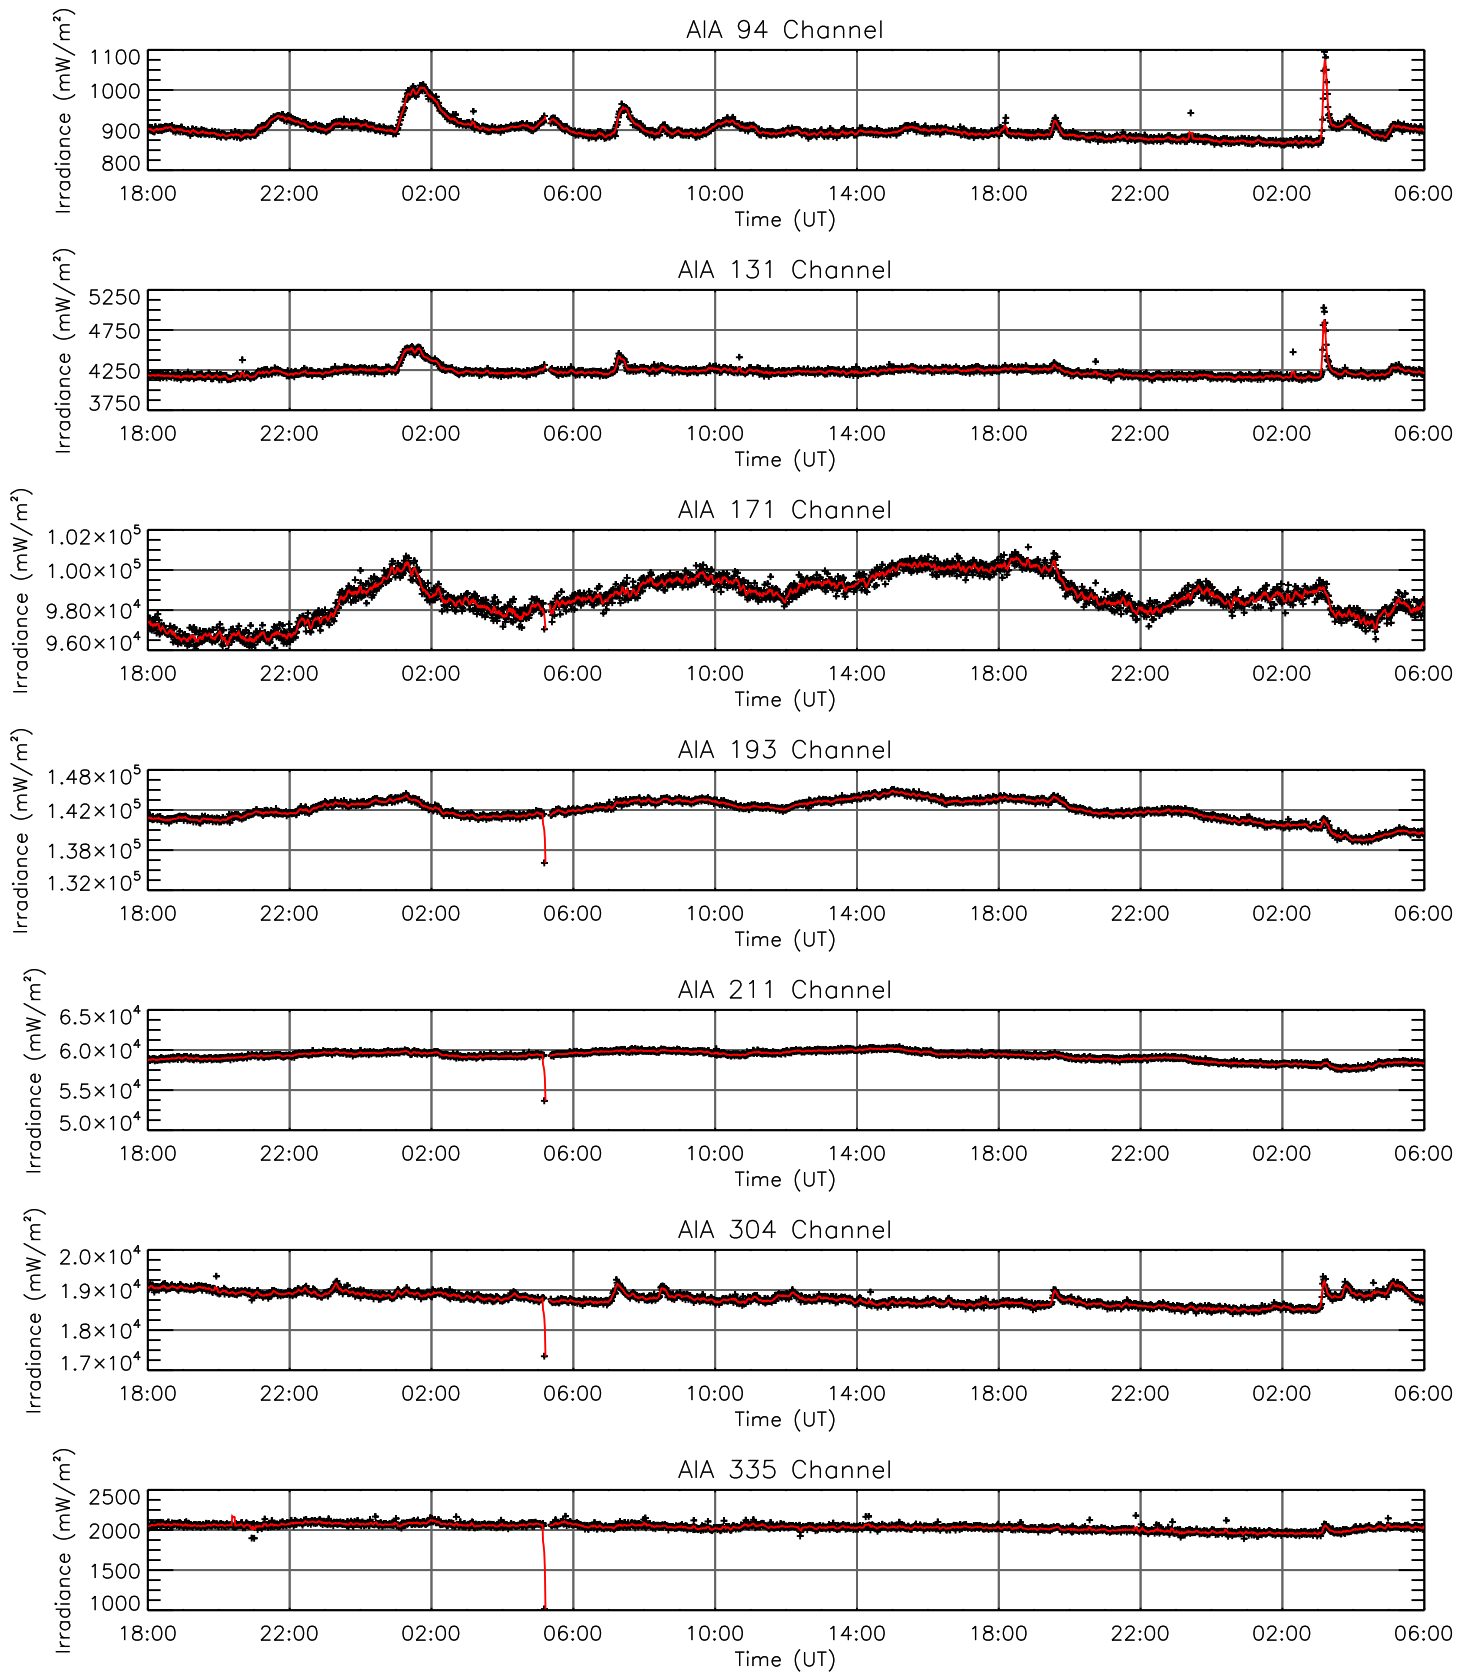 AIA 94 Channel
Irradiance (mW/m²)
1100
1000
900
800
18:00 22:00 02:00 06:00 10:00 14:00 18:00 22:00 02:00 06:00
Time (UT)
AIA 131 Channel
Irradiance (mW/m²)
5250
4750
4250
3750
18:00 22:00 02:00 06:00 10:00 14:00 18:00 22:00 02:00 06:00
Time (UT)
AIA 171 Channel
Irradiance (mW/m²)
1.02×10⁵
1.00×10⁵
9.80×10⁴
9.60×10⁴
18:00 22:00 02:00 06:00 10:00 14:00 18:00 22:00 02:00 06:00
Time (UT)
AIA 193 Channel
Irradiance (mW/m²)
1.48×10⁵
1.42×10⁵
1.38×10⁵
1.32×10⁵
18:00 22:00 02:00 06:00 10:00 14:00 18:00 22:00 02:00 06:00
Time (UT)
AIA 211 Channel
Irradiance (mW/m²)
6.5×10⁴
6.0×10⁴
5.5×10⁴
5.0×10⁴
18:00 22:00 02:00 06:00 10:00 14:00 18:00 22:00 02:00 06:00
Time (UT)
AIA 304 Channel
Irradiance (mW/m²)
2.0×10⁴
1.9×10⁴
1.8×10⁴
1.7×10⁴
18:00 22:00 02:00 06:00 10:00 14:00 18:00 22:00 02:00 06:00
Time (UT)
AIA 335 Channel
Irradiance (mW/m²)
2500
2000
1500
1000
18:00 22:00 02:00 06:00 10:00 14:00 18:00 22:00 02:00 06:00
Time (UT)